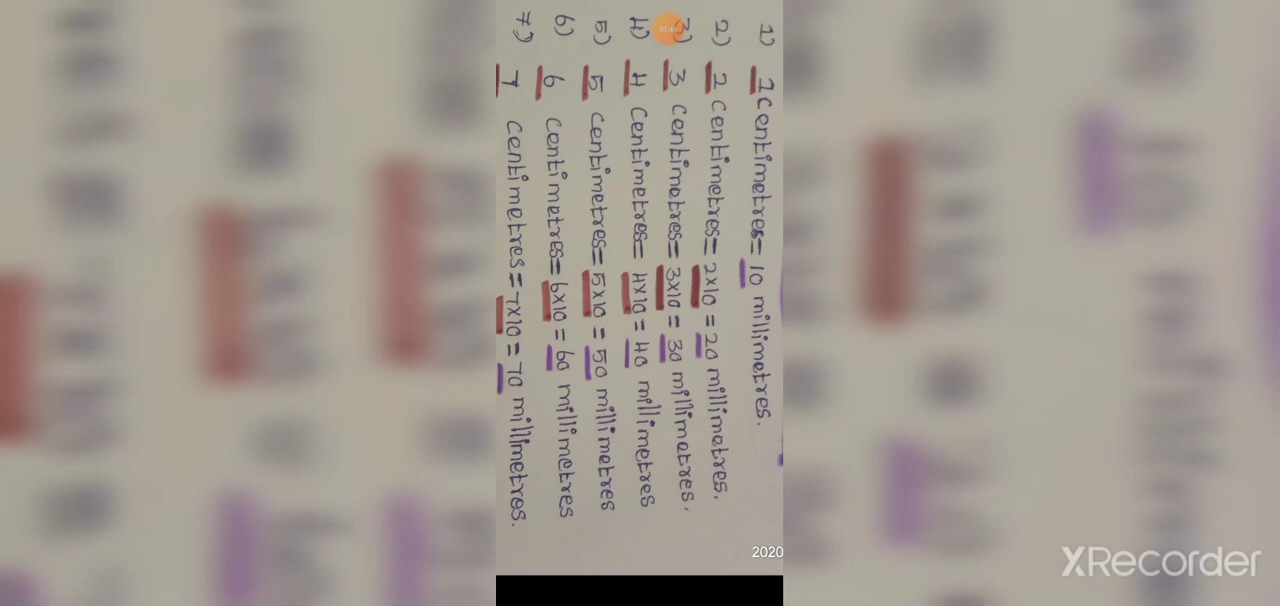 1) 1 centimetres = 10 millimetres.
2) 2 centimetres = 2x10 = 20 millimetres.
3) 3 centimetres = 3x10 = 30 millimetres.
4) 4 centimetres = 4x10 = 40 millimetres
5) 5 centimetres = 5x10 = 50 millimetres
6) 6 centimetres = 6x10 = 60 millimetres
7) 7 centimetres = 7x10 = 70 millimetres.
2020
XRecorder